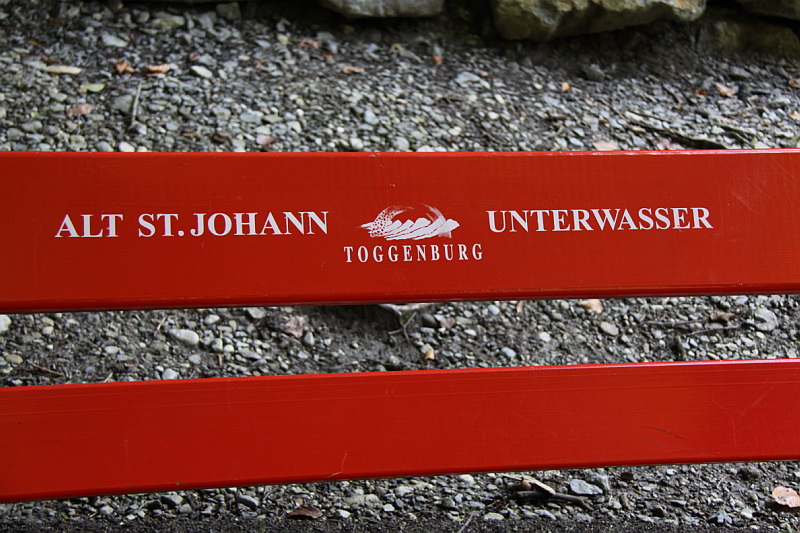 ALT ST. JOHANN UNTERWASSER
TOGGENBURG